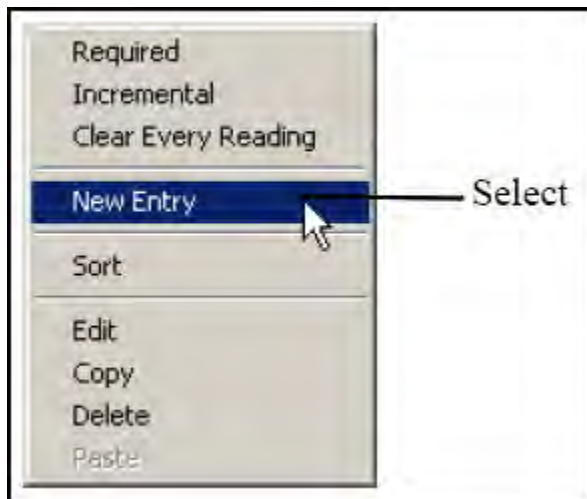 Required
Incremental
Clear Every Reading
New Entry
Select
Sort
Edit
Copy
Delete
Paste